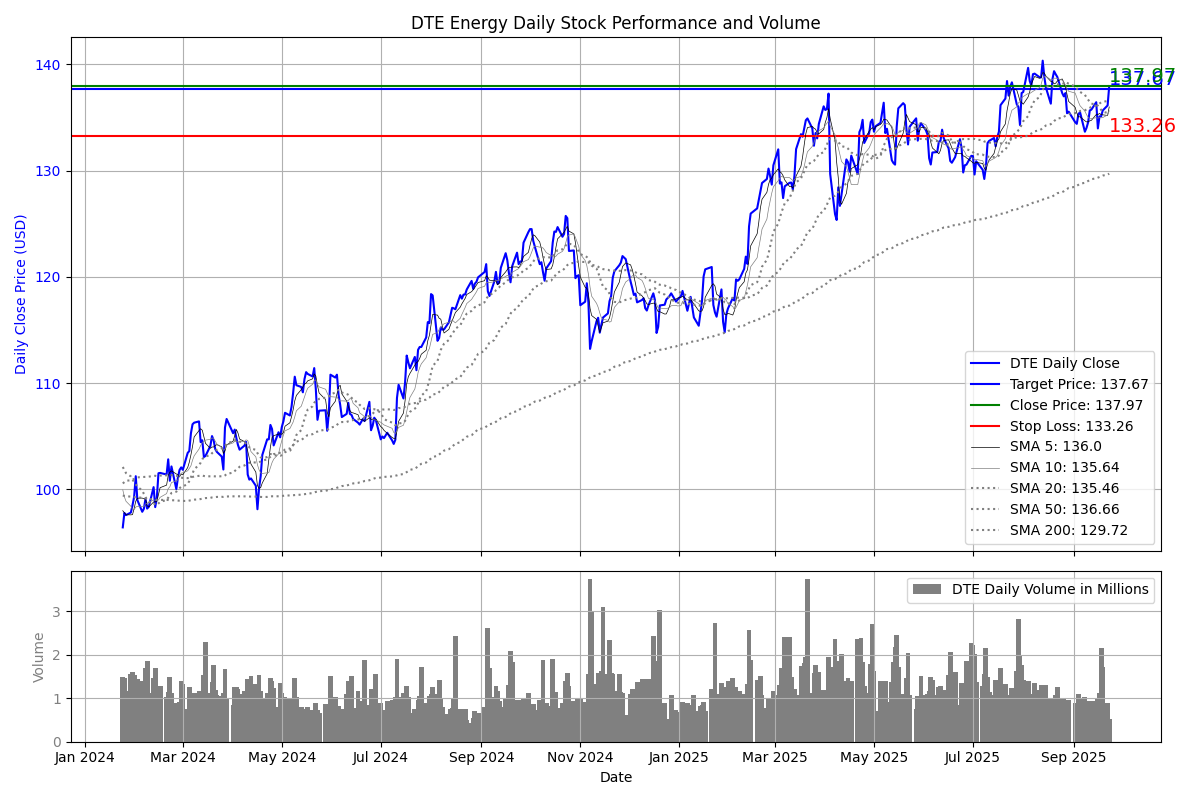 DTE Energy Daily Stock Performance and Volume
Daily Close Price (USD)
140
130
120
110
100
137.97
137.67
133.26
DTE Daily Close
Target Price: 137.67
Close Price: 137.97
Stop Loss: 133.26
SMA 5: 136.0
SMA 10: 135.64
SMA 20: 135.46
SMA 50: 136.66
SMA 200: 129.72
DTE Daily Volume in Millions
Volume
3
2
1
0
Jan 2024 Mar 2024 May 2024 Jul 2024 Sep 2024 Nov 2024 Jan 2025 Mar 2025 May 2025 Jul 2025 Sep 2025
Date